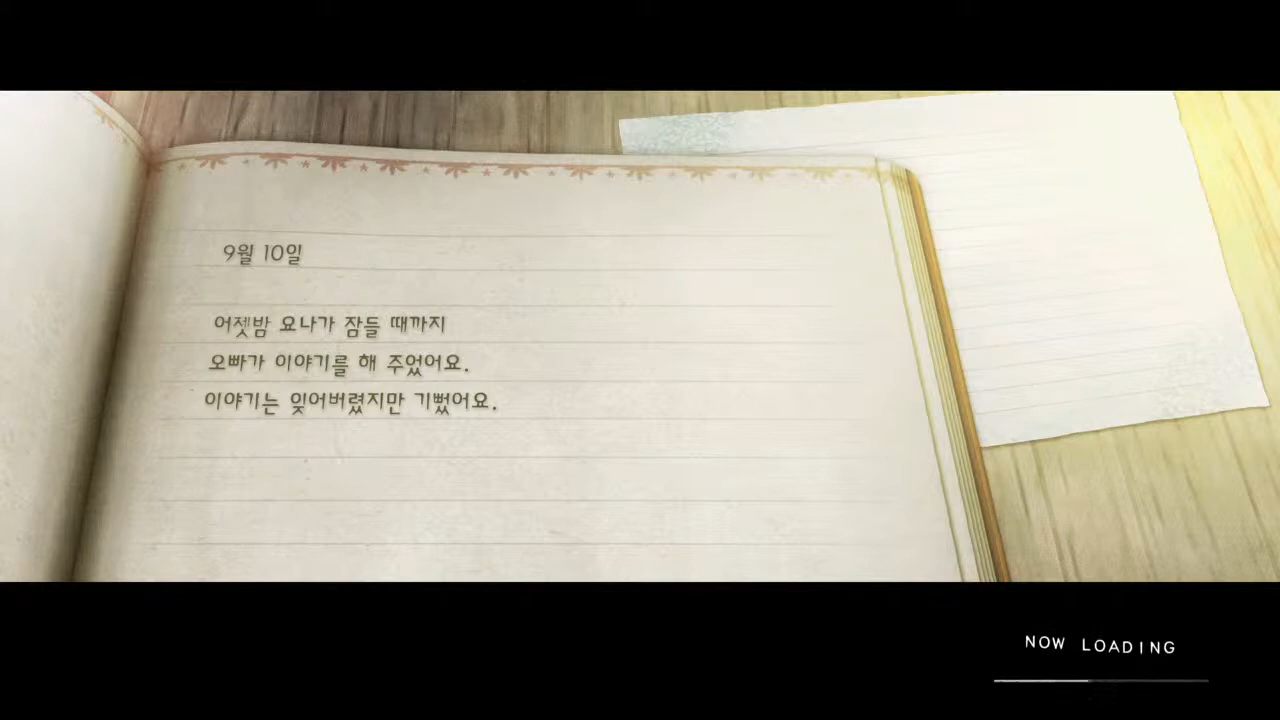 9월 10일
어젯밤 요나가 잠들 때까지
오빠가 이야기를 해 주었어요.
이야기는 잊어버렸지만 기뻤어요.
NOW LOADING